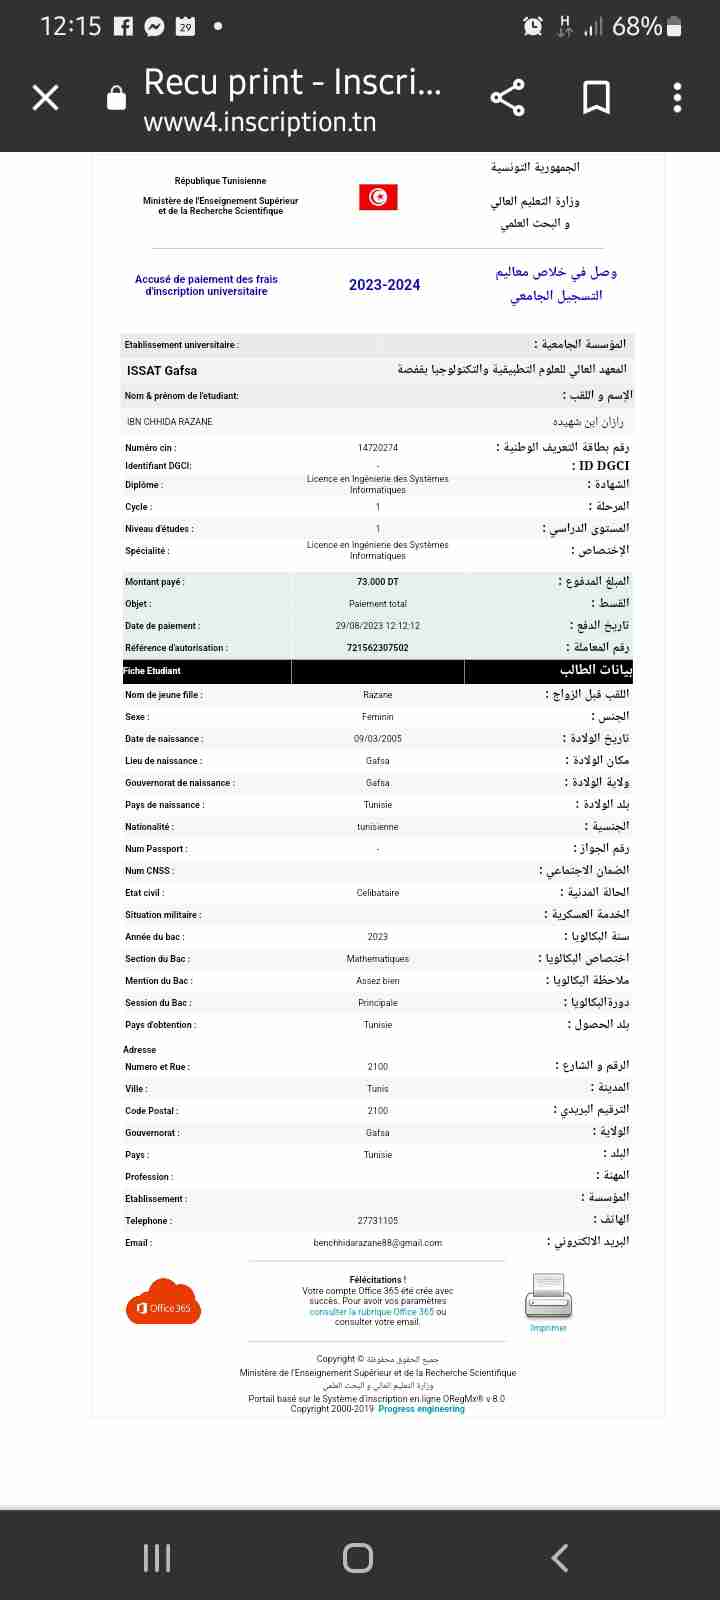 12:15
29
H
68%
Recu print - Inscri...
www4.inscription.tn
République Tunisienne
Ministère de l'Enseignement Supérieur
et de la Recherche Scientifique
الجمهورية التونسية
وزارة التعليم العالي
و البحث العلمي
Accusé de paiement des frais
d'inscription universitaire
2023-2024
وصل في خلاص معاليم
التسجيل الجامعي
Etablissement universitaire : المؤسسة الجامعية :
ISSAT Gafsa المعهد العالي للعلوم التطبيقية والتكنولوجيا بقفصة
Nom & prénom de l'etudiant: الإسم و اللقب :
IBN CHHIDA RAZANE رازان ابن شهيده
Numéro cin : 14720274 رقم بطاقة التعريف الوطنية :
Identifiant DGCI: - ID DGCI :
Diplôme : Licence en Ingénierie des Systèmes الشهادة :
Informatiques
Cycle : 1 المرحلة :
Niveau d'études : 1 المستوى الدراسي :
Spécialité : Licence en Ingénierie des Systèmes الإختصاص :
Informatiques
Montant payé : 73.000 DT المبلغ المدفوع :
Objet : Paiement total القسط :
Date de paiement : 29/08/2023 12:12:12 تاريخ الدفع :
Référence d'autorisation : 721562307502 رقم المعاملة :
Fiche Etudiant بيانات الطالب
Nom de jeune fille : Razane اللقب قبل الزواج :
Sexe : Feminin الجنس :
Date de naissance : 09/03/2005 تاريخ الولادة :
Lieu de naissance : Gafsa مكان الولادة :
Gouvernorat de naissance : Gafsa ولاية الولادة :
Pays de naissance : Tunisie بلد الولادة :
Nationalité : tunisienne الجنسية :
Num Passport : - رقم الجواز :
Num CNSS : الضمان الاجتماعي :
Etat civil : Celibataire الحالة المدنية :
Situation militaire : الخدمة العسكرية :
Année du bac : 2023 سنة البكالويا :
Section du Bac : Mathematiques اختصاص البكالويا :
Mention du Bac : Assez bien ملاحظة البكالويا :
Session du Bac : Principale دورةالبكالويا :
Pays d'obtention : Tunisie بلد الحصول :
Adresse
Numero et Rue : 2100 الرقم و الشارع :
Ville : Tunis المدينة :
Code Postal : 2100 الترقيم البريدي :
Gouvernorat : Gafsa الولاية :
Pays : Tunisie البلد :
Profession : المهنة :
Etablissement : المؤسسة :
Telephone : 27731105 الهاتف :
Email : benchhidarazane88@gmail.com البريد الالكتروني :
Office 365
Félécitations !
Votre compte Office 365 été crée avec
succès. Pour avoir vos paramètres
consulter la rubrique Office 365 ou
consulter votre email.
Imprimer
Copyright © جميع الحقوق محفوظة
Ministère de l'Enseignement Supérieur et de la Recherche Scientifique
وزارة التعليم العالي و البحث العلمي
Portail basé sur le Système d'inscription en ligne ORegMx® v 8.0
Copyright 2000-2019 Progress engineering